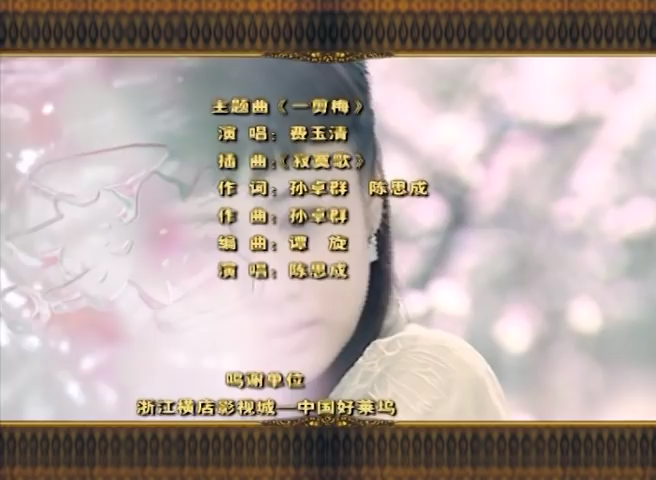 主题曲《一剪梅》
演 唱：费玉清
插 曲：《寂寞歌》
作 词：孙卓群 陈思成
作 曲：孙卓群
编 曲：谭 旋
演 唱：陈思成
鸣谢单位
浙江横店影视城—中国好莱坞